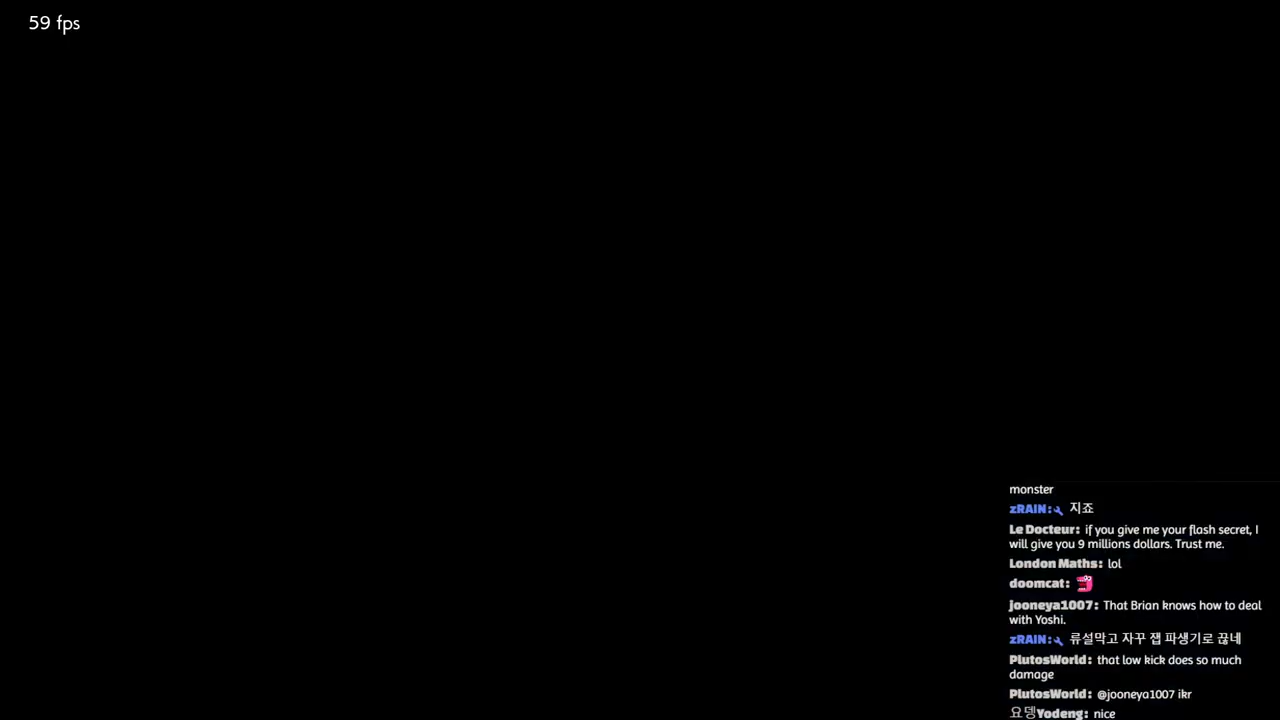 59 fps
monster
zRAIN: 지죠
Le Docteur: if you give me your flash secret, I
will give you 9 millions dollars. Trust me.
London Maths: lol
doomcat:
jooneya1007: That Brian knows how to deal
with Yoshi.
zRAIN: 류설막고 자꾸 잽 파생기로 끊네
PlutosWorld: that low kick does so much
damage
PlutosWorld: @jooneya1007 ikr
요뎅Yodeng: nice